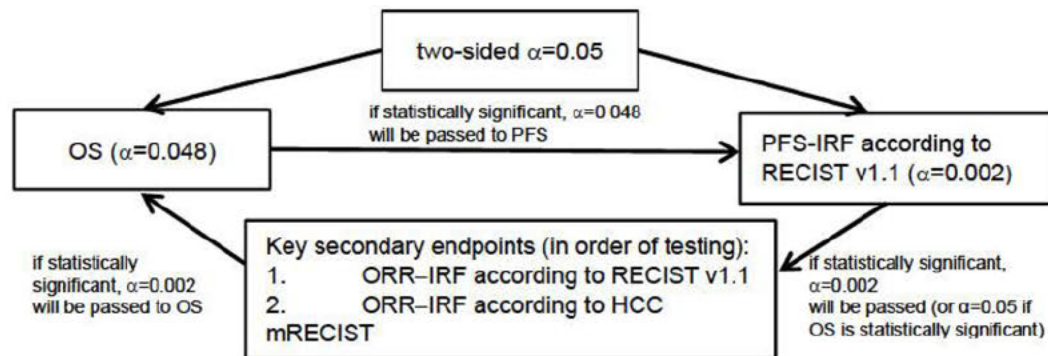 two-sided α=0.05
if statistically significant, α=0 048
will be passed to PFS
OS (α=0.048)
PFS-IRF according to
RECIST v1.1 (α=0.002)
if statistically
significant, α=0.002
will be passed to OS
Key secondary endpoints (in order of testing):
1. ORR–IRF according to RECIST v1.1
2. ORR–IRF according to HCC
mRECIST
if statistically significant,
α=0.002
will be passed (or α=0.05 if
OS is statistically significant)